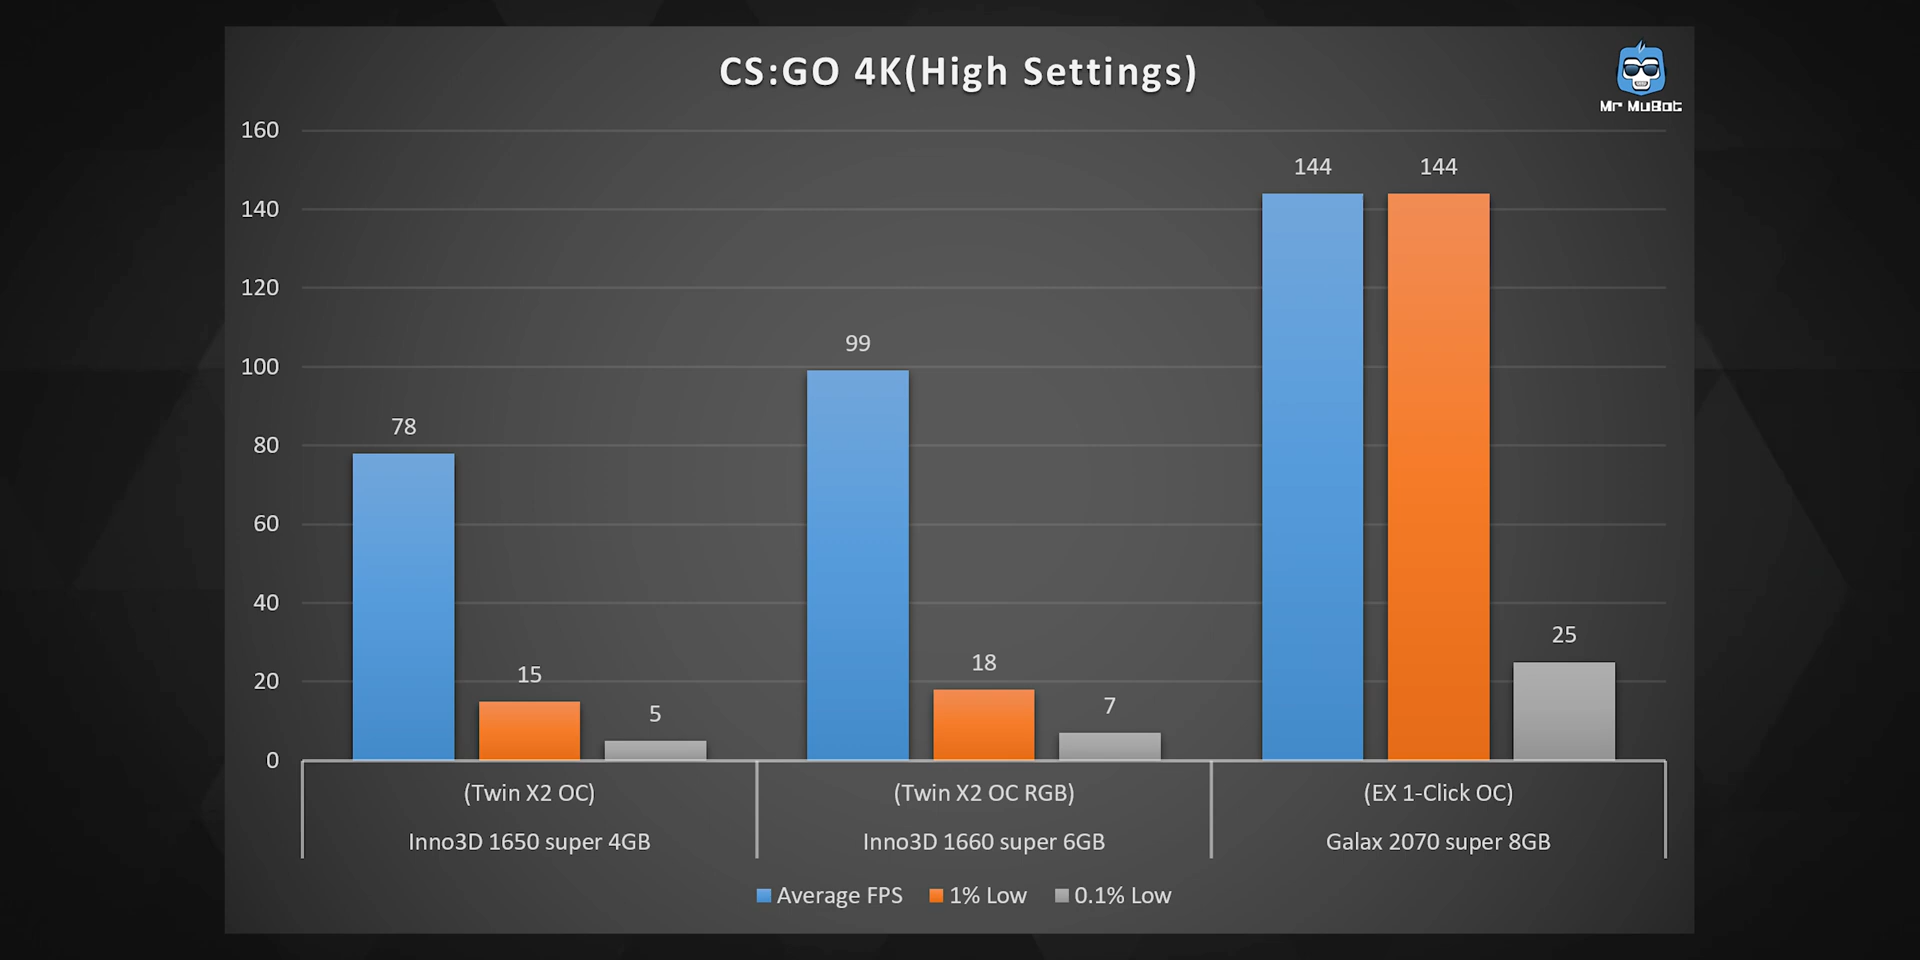 CS:GO 4K(High Settings)
Mr MuBot
160
140
120
100
80
60
40
20
0
78
15
5
99
18
7
144
144
25
(Twin X2 OC)
Inno3D 1650 super 4GB
(Twin X2 OC RGB)
Inno3D 1660 super 6GB
(EX 1-Click OC)
Galax 2070 super 8GB
Average FPS
1% Low
0.1% Low